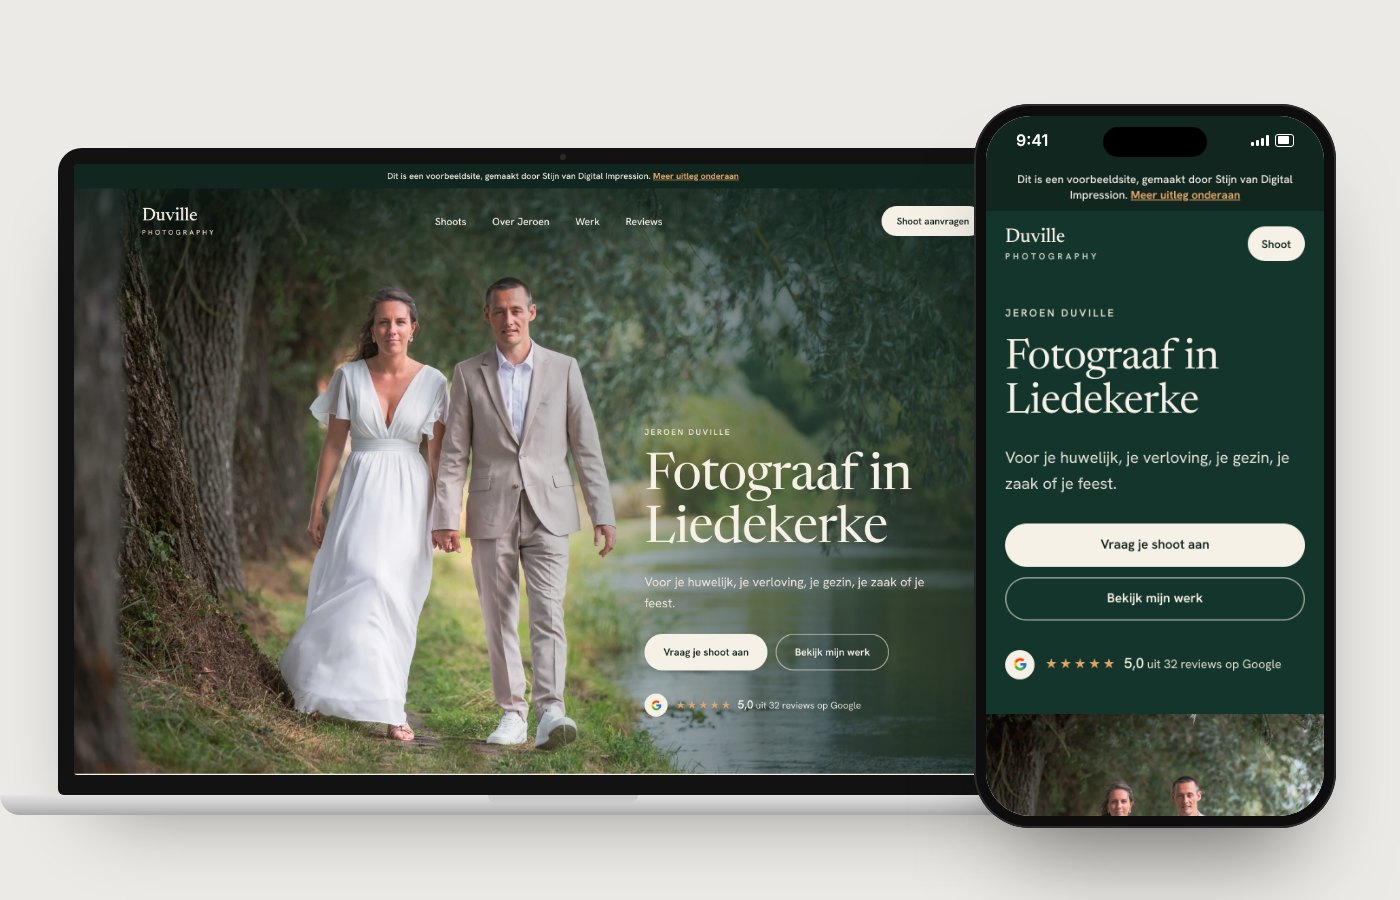 Dit is een voorbeeldsite, gemaakt door Stijn van Digital Impression. Meer uitleg onderaan
Duville
PHOTOGRAPHY
Shoots
Over Jeroen
Werk
Reviews
Shoot aanvragen
JEROEN DUVILLE
Fotograaf in
Liedekerke
Voor je huwelijk, je verloving, je gezin, je zaak of je
feest.
Vraag je shoot aan
Bekijk mijn werk
5,0 uit 32 reviews op Google
9:41
Dit is een voorbeeldsite, gemaakt door Stijn van Digital
Impression. Meer uitleg onderaan
Duville
PHOTOGRAPHY
Shoot
JEROEN DUVILLE
Fotograaf in
Liedekerke
Voor je huwelijk, je verloving, je gezin, je
zaak of je feest.
Vraag je shoot aan
Bekijk mijn werk
G
5,0 uit 32 reviews op Google